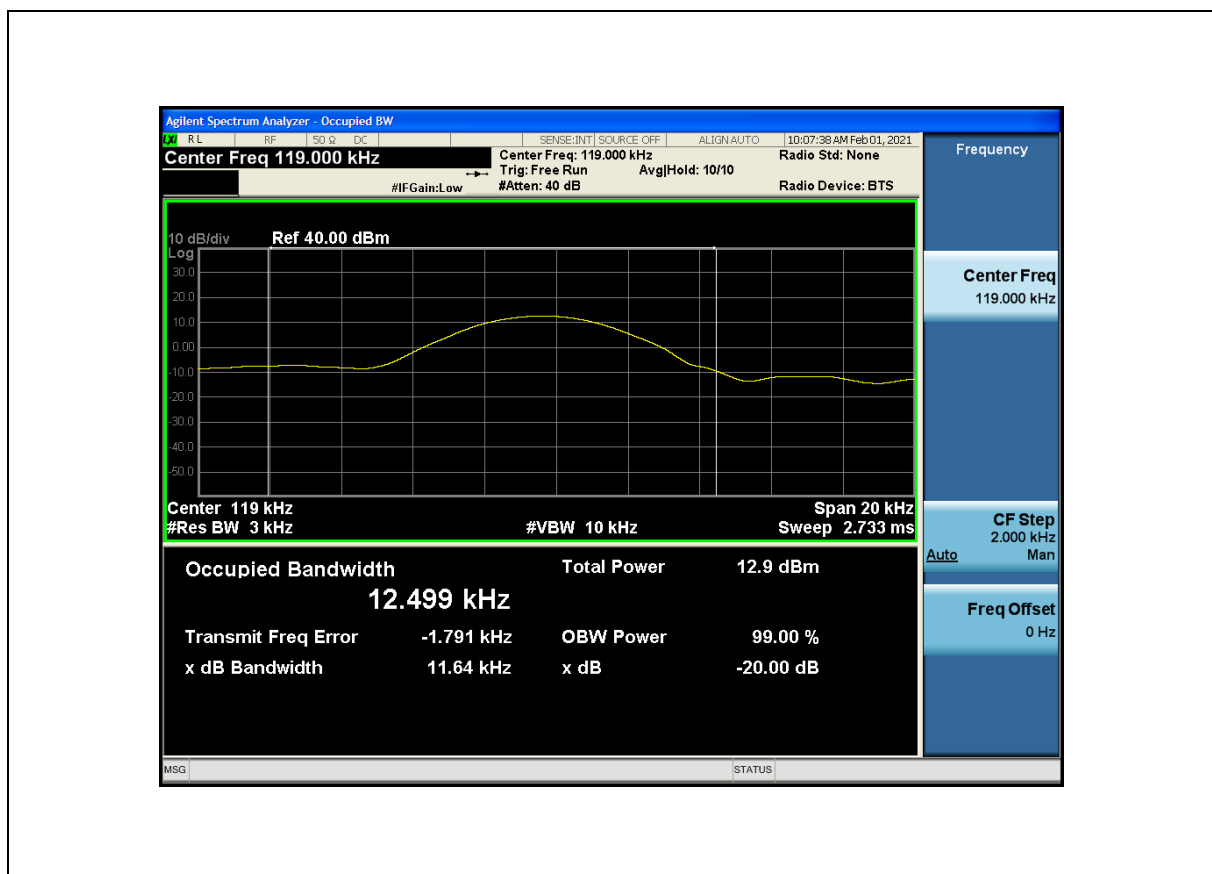 Agilent Spectrum Analyzer - Occupied BW
LXI RL RF 50 Ω DC SENSE:INT SOURCE OFF ALIGN AUTO 10:07:38 AM Feb 01, 2021
Center Freq 119.000 kHz
Center Freq: 119.000 kHz
Radio Std: None
Trig: Free Run
Avg|Hold: 10/10
#IFGain:Low
#Atten: 40 dB
Radio Device: BTS
10 dB/div
Ref 40.00 dBm
Log
30.0
20.0
10.0
0.00
-10.0
-20.0
-30.0
-40.0
-50.0
Center 119 kHz
Span 20 kHz
#Res BW 3 kHz
#VBW 10 kHz
Sweep 2.733 ms
Occupied Bandwidth
Total Power 12.9 dBm
12.499 kHz
Transmit Freq Error -1.791 kHz
OBW Power 99.00 %
x dB Bandwidth 11.64 kHz
x dB -20.00 dB
MSG
STATUS
Frequency
Center Freq
119.000 kHz
CF Step
2.000 kHz
Auto Man
Freq Offset
0 Hz